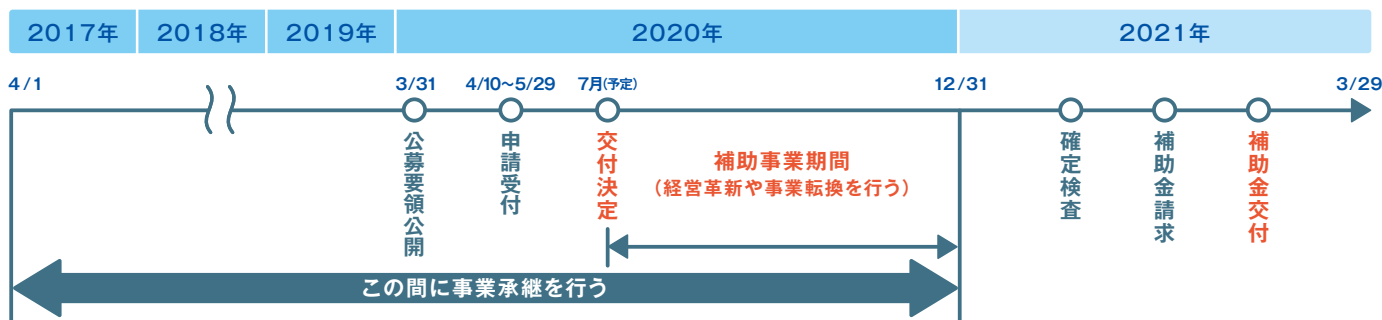 2017年
2018年
2019年
2020年
2021年
4/1
3/31
4/10~5/29
7月(予定)
12/31
3/29
公募要領公開
申請受付
交付決定
補助事業期間
(経営革新や事業転換を行う)
確定検査
補助金請求
補助金交付
この間に事業承継を行う